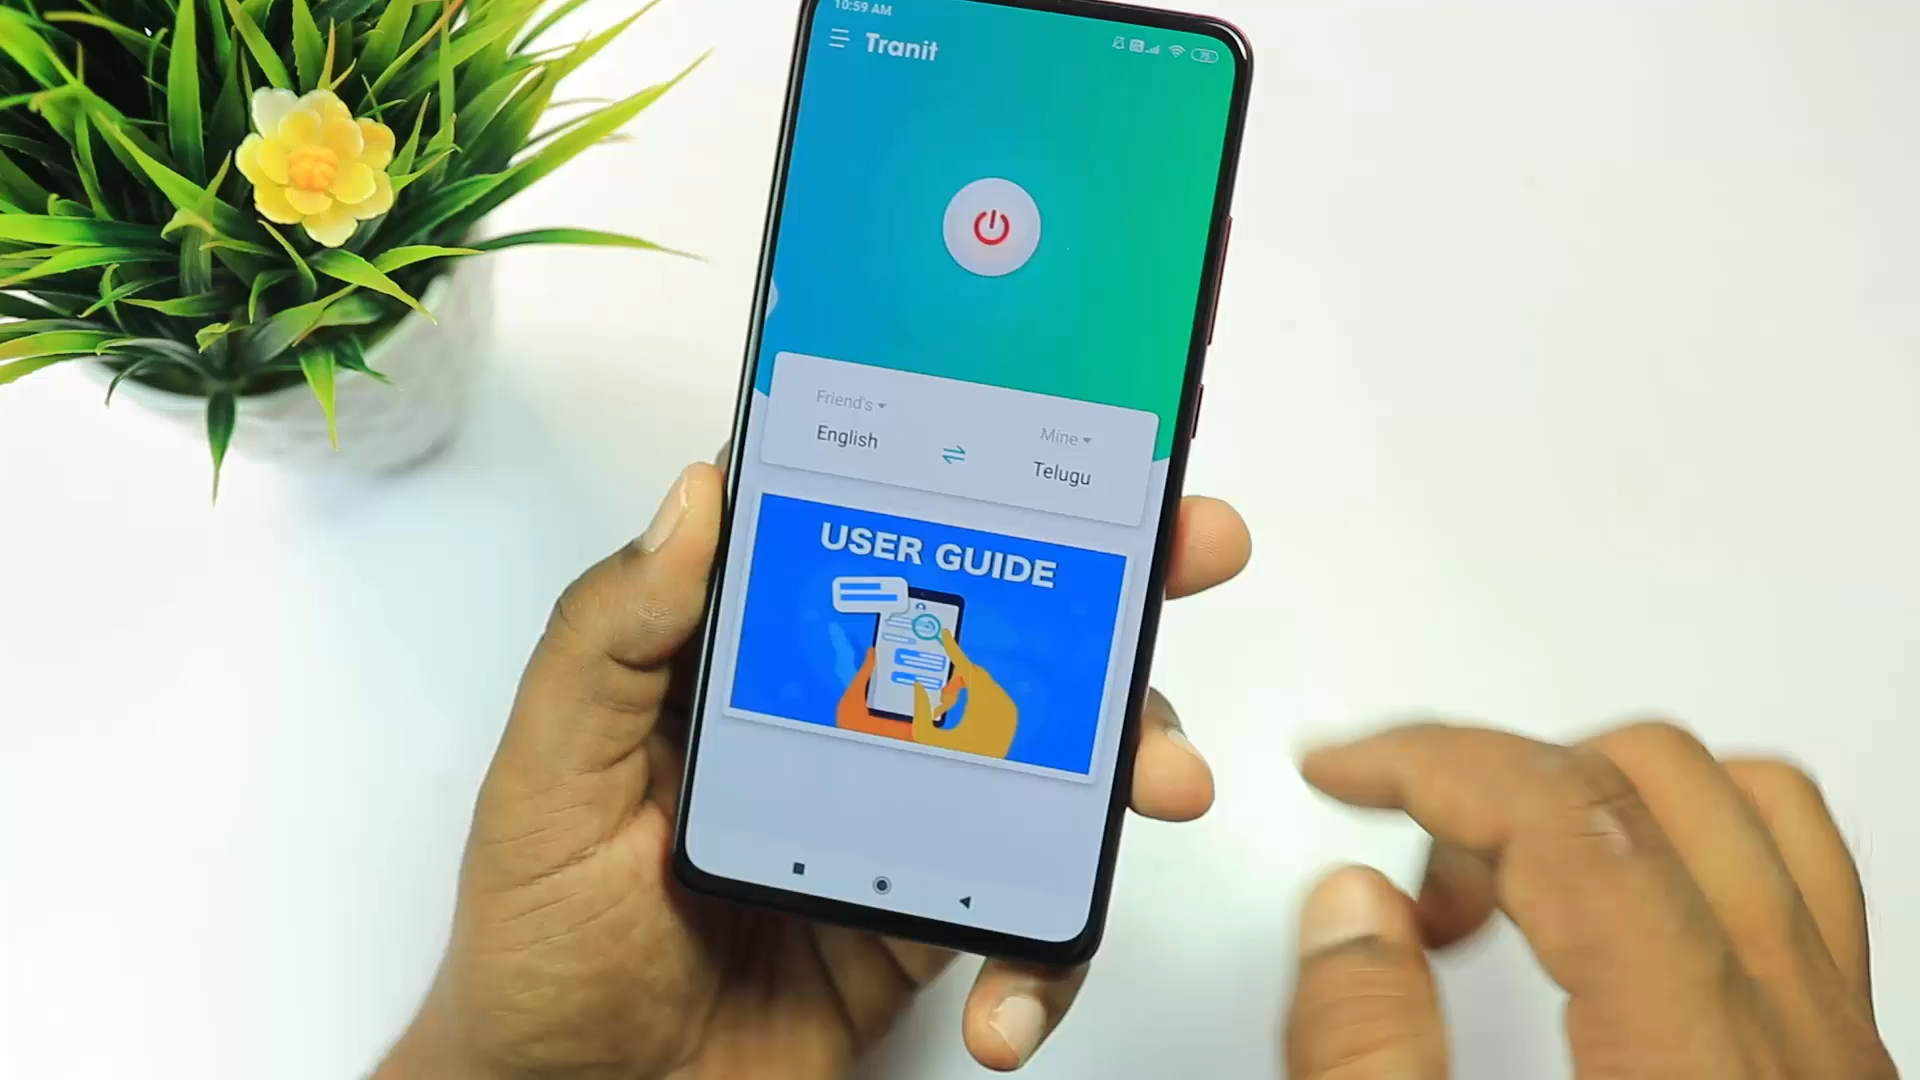 10:59 AM
Tranit
Friend's
Mine
English
Telugu
USER GUIDE